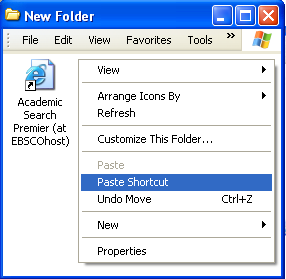 New Folder
File Edit View Favorites Tools »
Academic
Search
Premier (at
EBSCOhost)
View
Arrange Icons By
Refresh
Customize This Folder...
Paste
Paste Shortcut
Undo Move Ctrl+Z
New
Properties